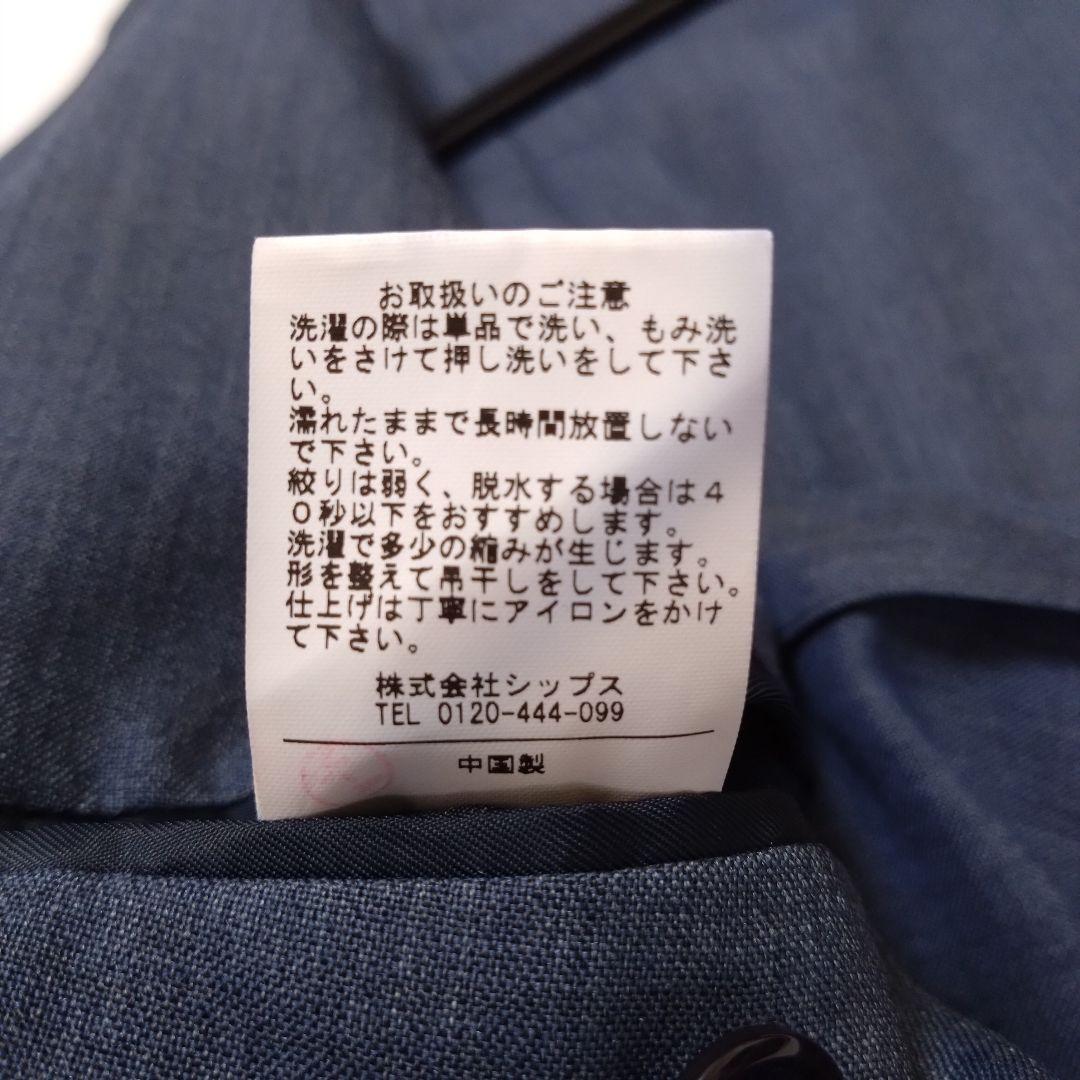 お取扱いのご注意
洗濯の際は単品で洗い、もみ洗
いをさけて押し洗いをして下さ
い。
濡れたままで長時間放置しない
で下さい。
絞りは弱く、脱水する場合は４
０秒以下をおすすめします。
洗濯で多少の縮みが生じます。
形を整えて吊干しをして下さい。
仕上げは丁寧にアイロンをかけ
て下さい。
株式会社シップス
TEL 0120-444-099
中国製